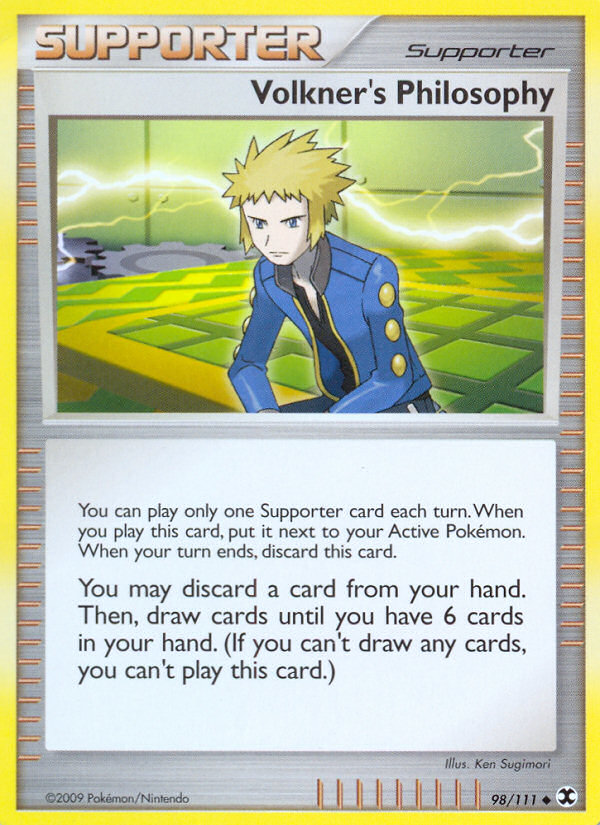 SUPPORTER
Supporter
Volkner's Philosophy
You can play only one Supporter card each turn. When
you play this card, put it next to your Active Pokémon.
When your turn ends, discard this card.
You may discard a card from your hand.
Then, draw cards until you have 6 cards
in your hand. (If you can't draw any cards,
you can't play this card.)
Illus. Ken Sugimori
©2009 Pokémon/Nintendo
98/111